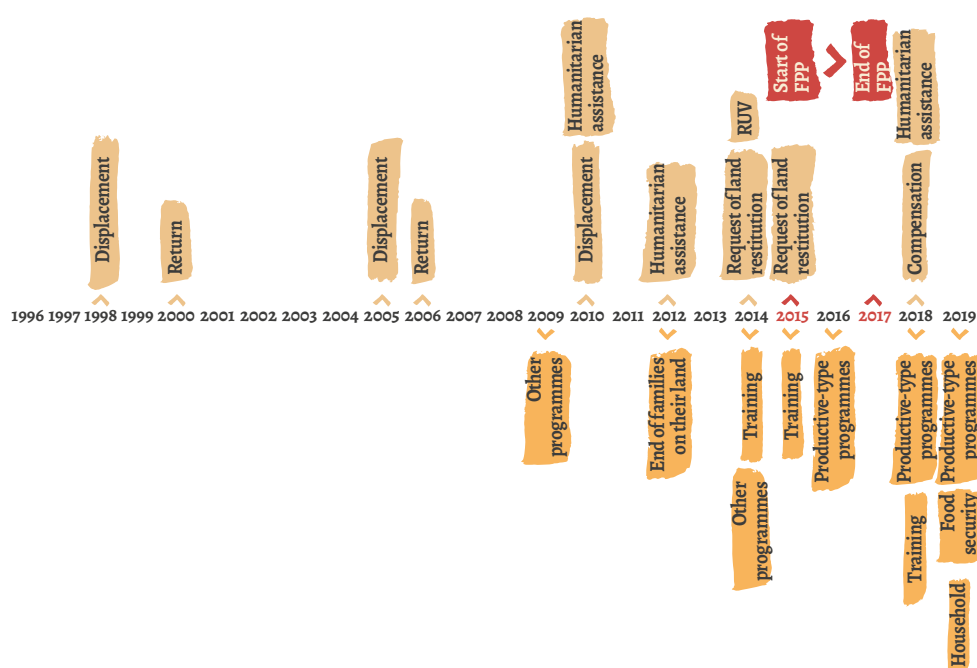 Displacement
Return
Displacement
Return
Humanitarian
assistance
Displacement
Humanitarian
assistance
RUV
Request of land
restitution
Start of
FPP
Request of land
restitution
End of
FPP
Humanitarian
assistance
Compensation
1996 1997 1998 1999 2000 2001 2002 2003 2004 2005 2006 2007 2008 2009 2010 2011 2012 2013 2014 2015 2016 2017 2018 2019
Other
programmes
End of families
on their land
Training
Other
programmes
Training
Productive-type
programmes
Productive-type
programmes
Training
Productive-type
programmes
Food
security
Household